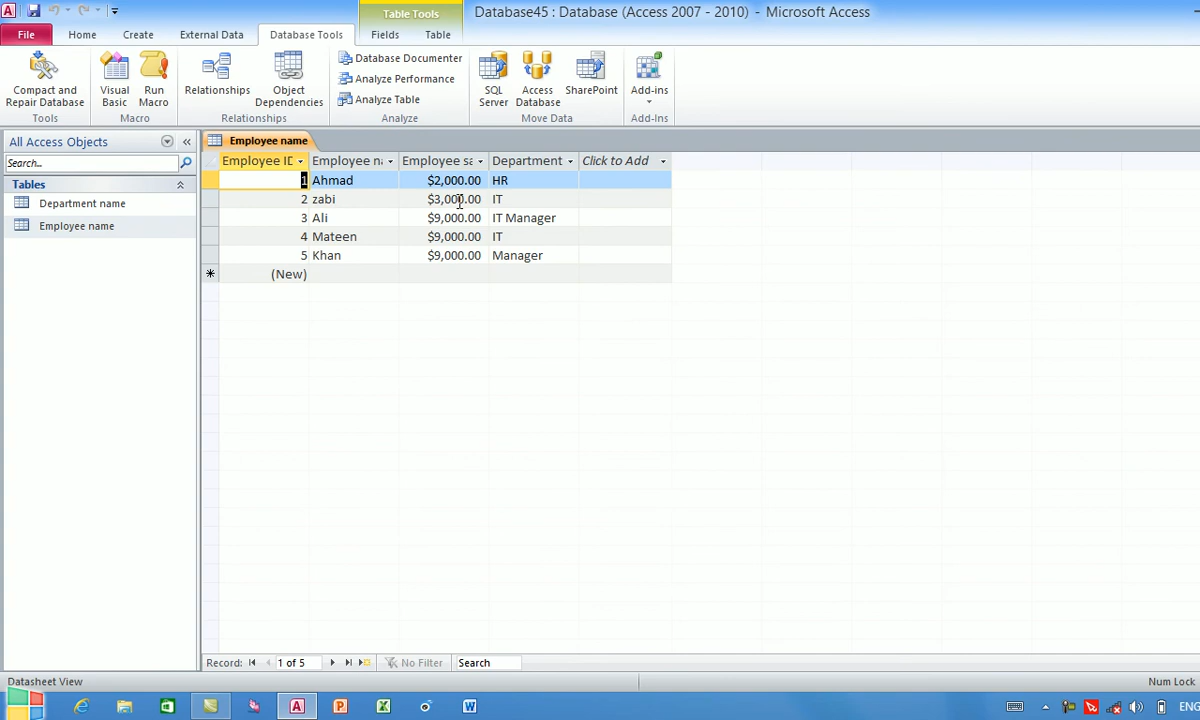 Table Tools
Database45 : Database (Access 2007 - 2010) - Microsoft Access
File Home Create External Data Database Tools Fields Table
Compact and Repair Database
Visual Basic
Run Macro
Relationships
Object Dependencies
Database Documenter
Analyze Performance
Analyze Table
SQL Server
Access Database
SharePoint
Add-ins
Tools Macro Relationships Analyze Move Data Add-Ins
All Access Objects
Search...
Tables
Department name
Employee name
Employee name
Employee ID Employee na Employee sa Department Click to Add
1 Ahmad $2,000.00 HR
2 zabi $3,000.00 IT
3 Ali $9,000.00 IT Manager
4 Mateen $9,000.00 IT
5 Khan $9,000.00 Manager
(New)
Record: 1 of 5 No Filter Search
Datasheet View Num Lock
ENG